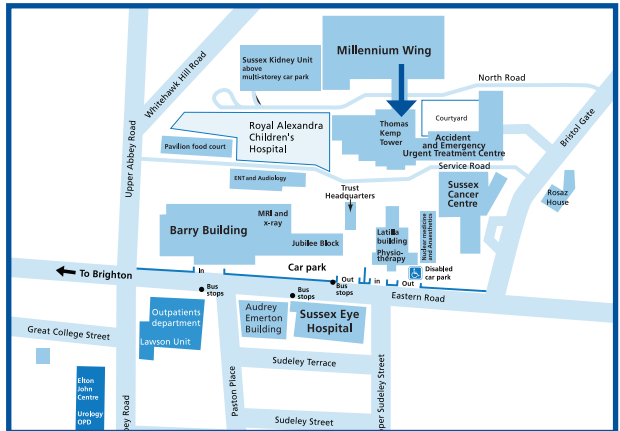 Millennium Wing
Sussex Kidney Unit
above
multi-storey car park
Whitehawk Hill Road
North Road
Courtyard
Royal Alexandra
Children's
Hospital
Thomas
Kemp
Tower
Accident
and Emergency
Urgent Treatment Centre
Bristol Gate
Upper Abbey Road
Pavilion food court
Service Road
ENT and Audiology
Trust
Headquarters
Sussex
Cancer
Centre
Rosaz
House
MRI and
x-ray
Barry Building
Jubilee Block
Latilla
building
Physio-
therapy
Nuclear medicine
and Anaesthetics
To Brighton
In
Car park
Out
in
Out
Disabled
car park
Bus
stops
Bus
stops
Bus
stops
Eastern Road
Outpatients
department
Lawson Unit
Audrey
Emerton
Building
Sussex Eye
Hospital
Great College Street
Sudeley Terrace
Elton
John
Centre
Urology
OPD
bey Road
Paston Place
Sudeley Street
pper Sudeley Street